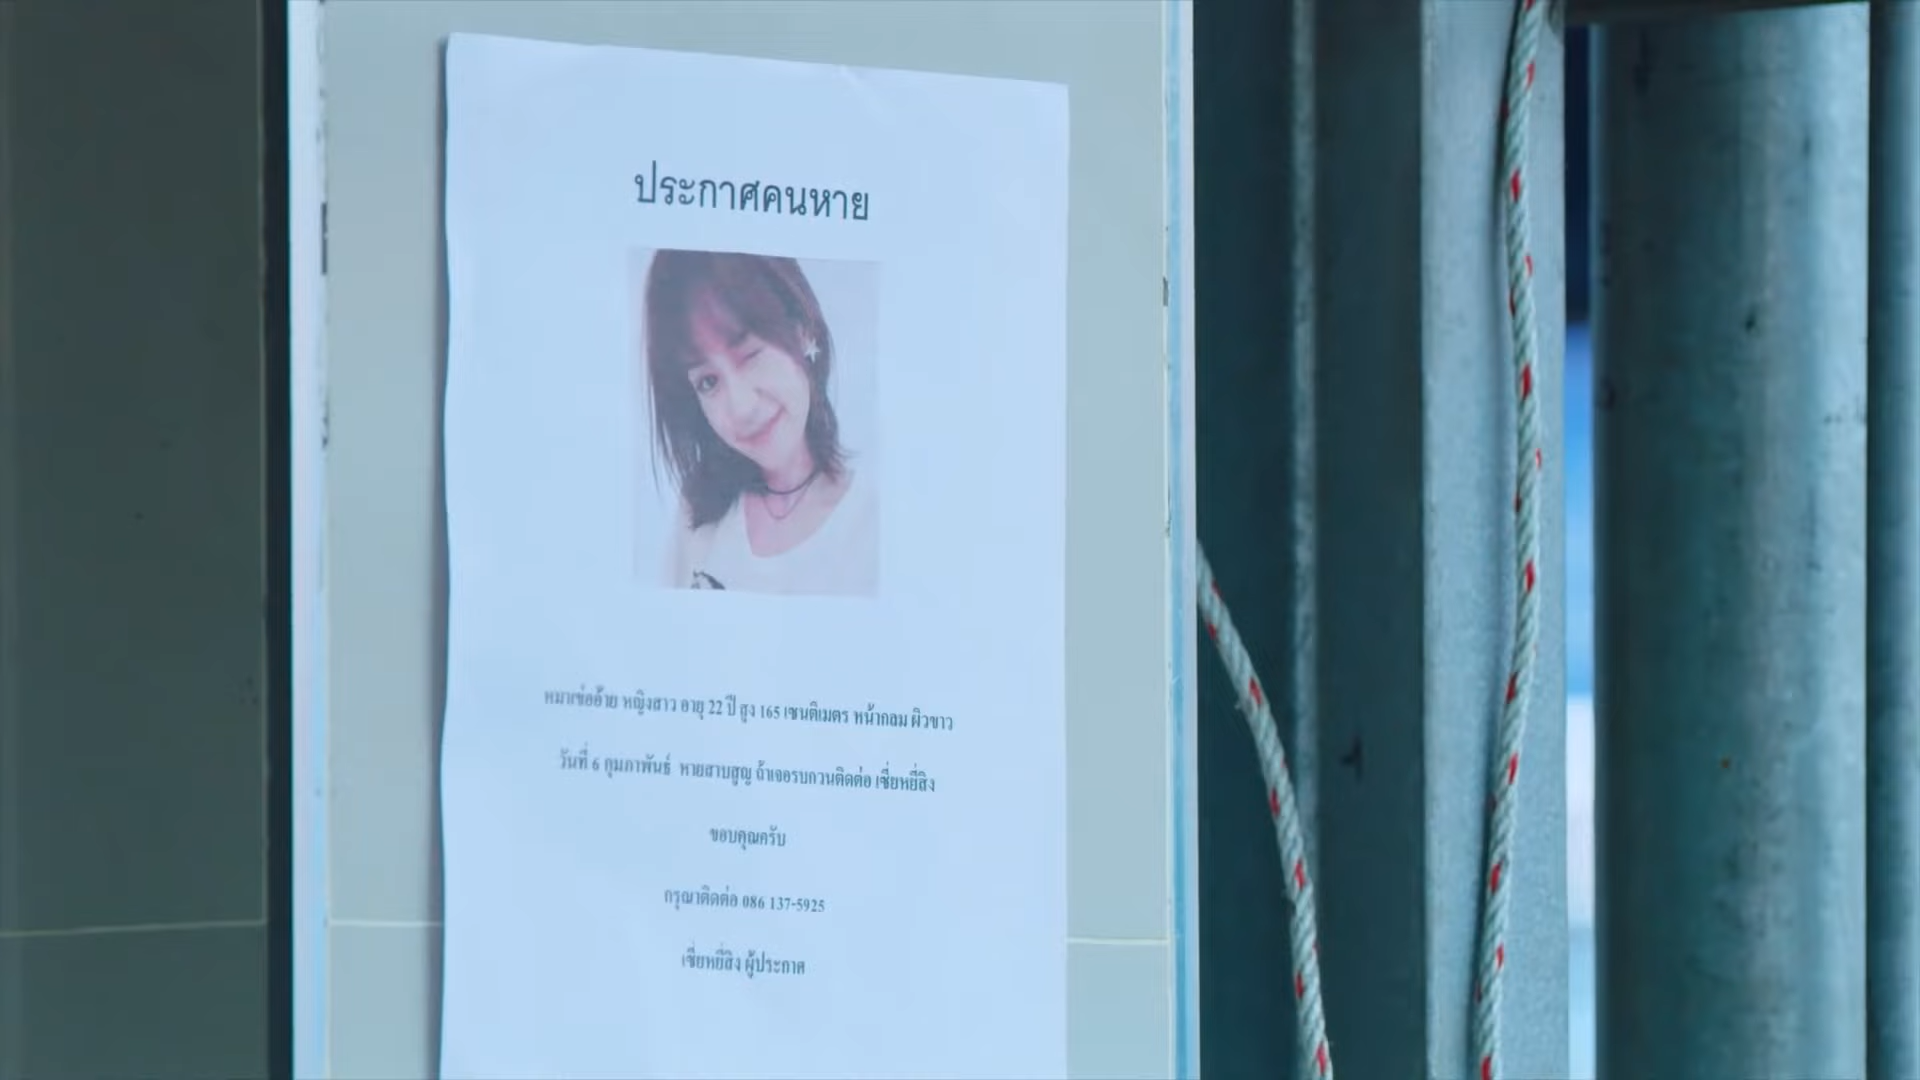 ประกาศคนหาย
หมาเข่ออ้าย หญิงสาว อายุ 22 ปี สูง 165 เซนติเมตร หน้ากลม ผิวขาว
วันที่ 6 กุมภาพันธ์ หายสาบสูญ ถ้าเจอรบกวนติดต่อ เซี่ยหยี่สิง
ขอบคุณครับ
กรุณาติดต่อ 086 137-5925
เซี่ยหยี่สิง ผู้ประกาศ